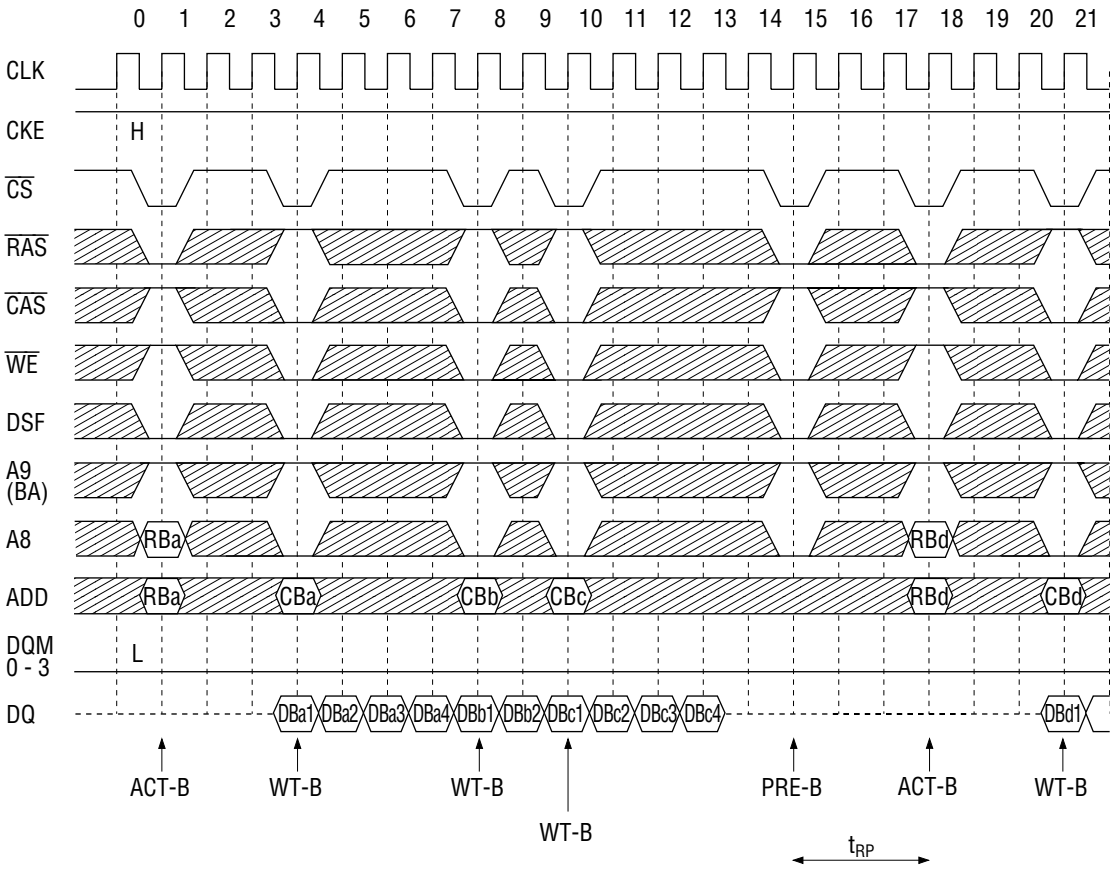 0 1 2 3 4 5 6 7 8 9 10 11 12 13 14 15 16 17 18 19 20 21
CLK
CKE H
CS
RAS
CAS
WE
DSF
A9
(BA)
A8 RBa RBd
ADD RBa CBa CBb CBc RBd CBd
DQM
0 - 3 L
DQ DBa1 DBa2 DBa3 DBa4 DBb1 DBb2 DBc1 DBc2 DBc3 DBc4 DBd1
ACT-B WT-B WT-B PRE-B ACT-B WT-B
WT-B
tRP